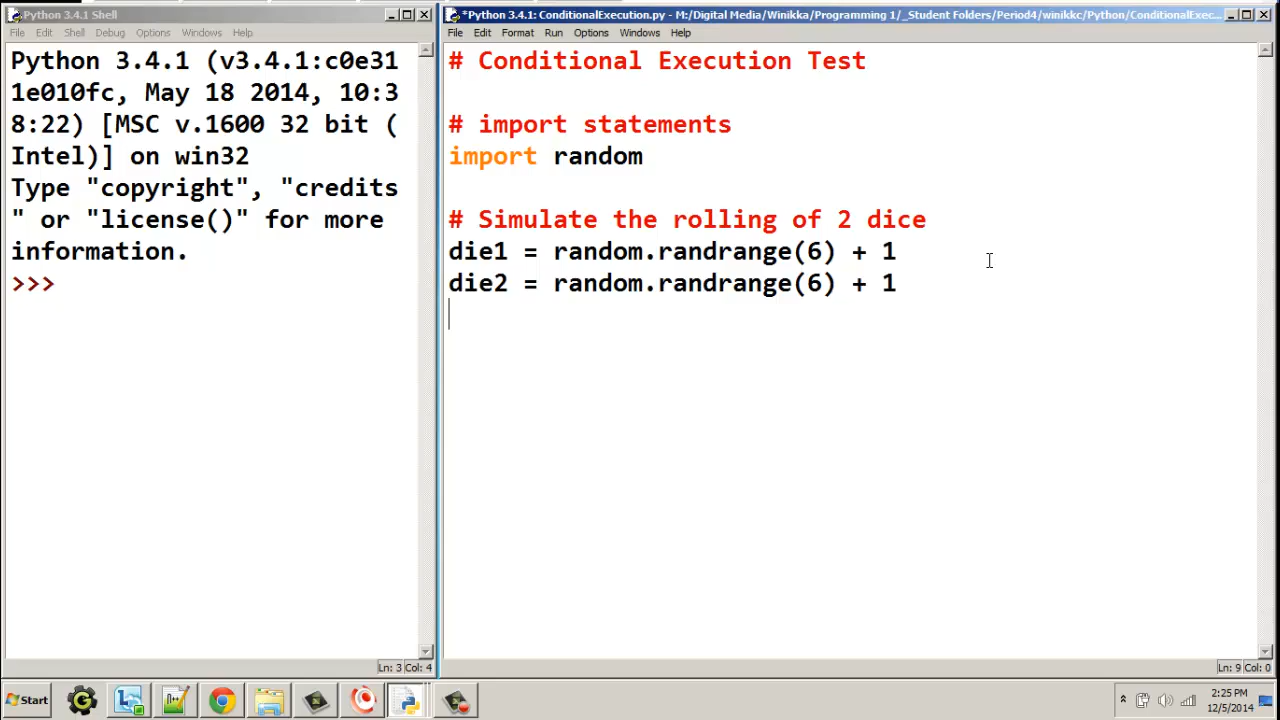 Python 3.4.1 Shell
File Edit Shell Debug Options Windows Help
Python 3.4.1 (v3.4.1:c0e31
1e010fc, May 18 2014, 10:3
8:22) [MSC v.1600 32 bit (
Intel)] on win32
Type "copyright", "credits
" or "license()" for more
information.
>>>
Ln: 3 Col: 4
*Python 3.4.1: ConditionalExecution.py - M:/Digital Media/Winikka/Programming 1/_Student Folders/Period4/winikkc/Python/ConditionalExec...
File Edit Format Run Options Windows Help
# Conditional Execution Test
# import statements
import random
# Simulate the rolling of 2 dice
die1 = random.randrange(6) + 1
die2 = random.randrange(6) + 1
Ln: 9 Col: 0
Start
2:25 PM
12/5/2014